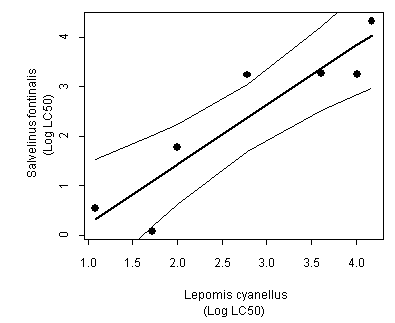 Salvelinus fontinalis
(Log LC50)
4
3
2
1
0
1.0 1.5 2.0 2.5 3.0 3.5 4.0
Lepomis cyanellus
(Log LC50)